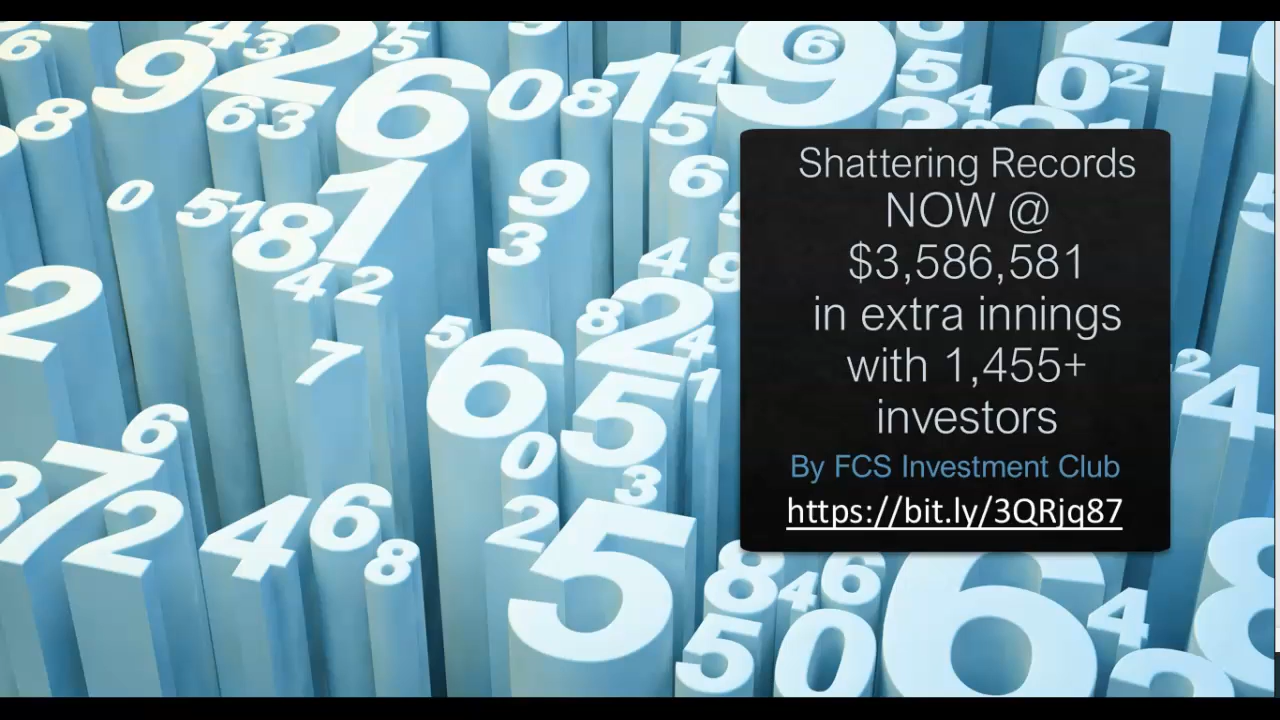 Shattering Records
NOW @
$3,586,581
in extra innings
with 1,455+
investors
By FCS Investment Club
https://bit.ly/3QRjq87